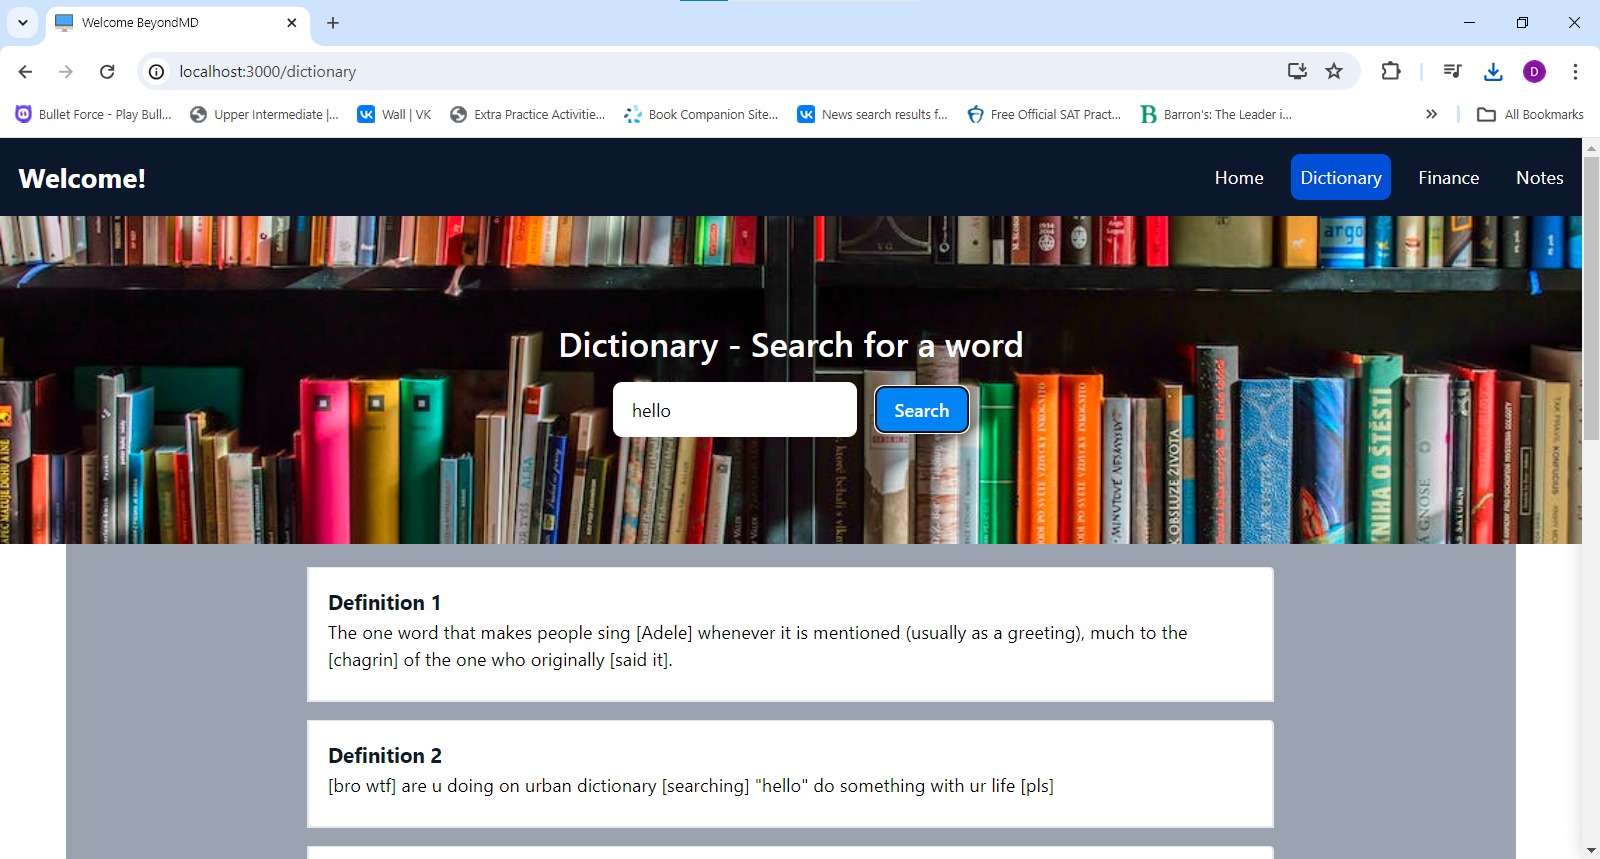 Welcome BeyondMD
localhost:3000/dictionary
D
Bullet Force - Play Bull...
Upper Intermediate |...
Wall | VK
Extra Practice Activitie...
Book Companion Site...
News search results f...
Free Official SAT Pract...
B Barron's: The Leader i...
All Bookmarks
Welcome!
Home
Dictionary
Finance
Notes
argo
Dictionary - Search for a word
hello
Search
KNIHA O ŠTĚSTÍ
Definition 1
The one word that makes people sing [Adele] whenever it is mentioned (usually as a greeting), much to the
[chagrin] of the one who originally [said it].
Definition 2
[bro wtf] are u doing on urban dictionary [searching] "hello" do something with ur life [pls]